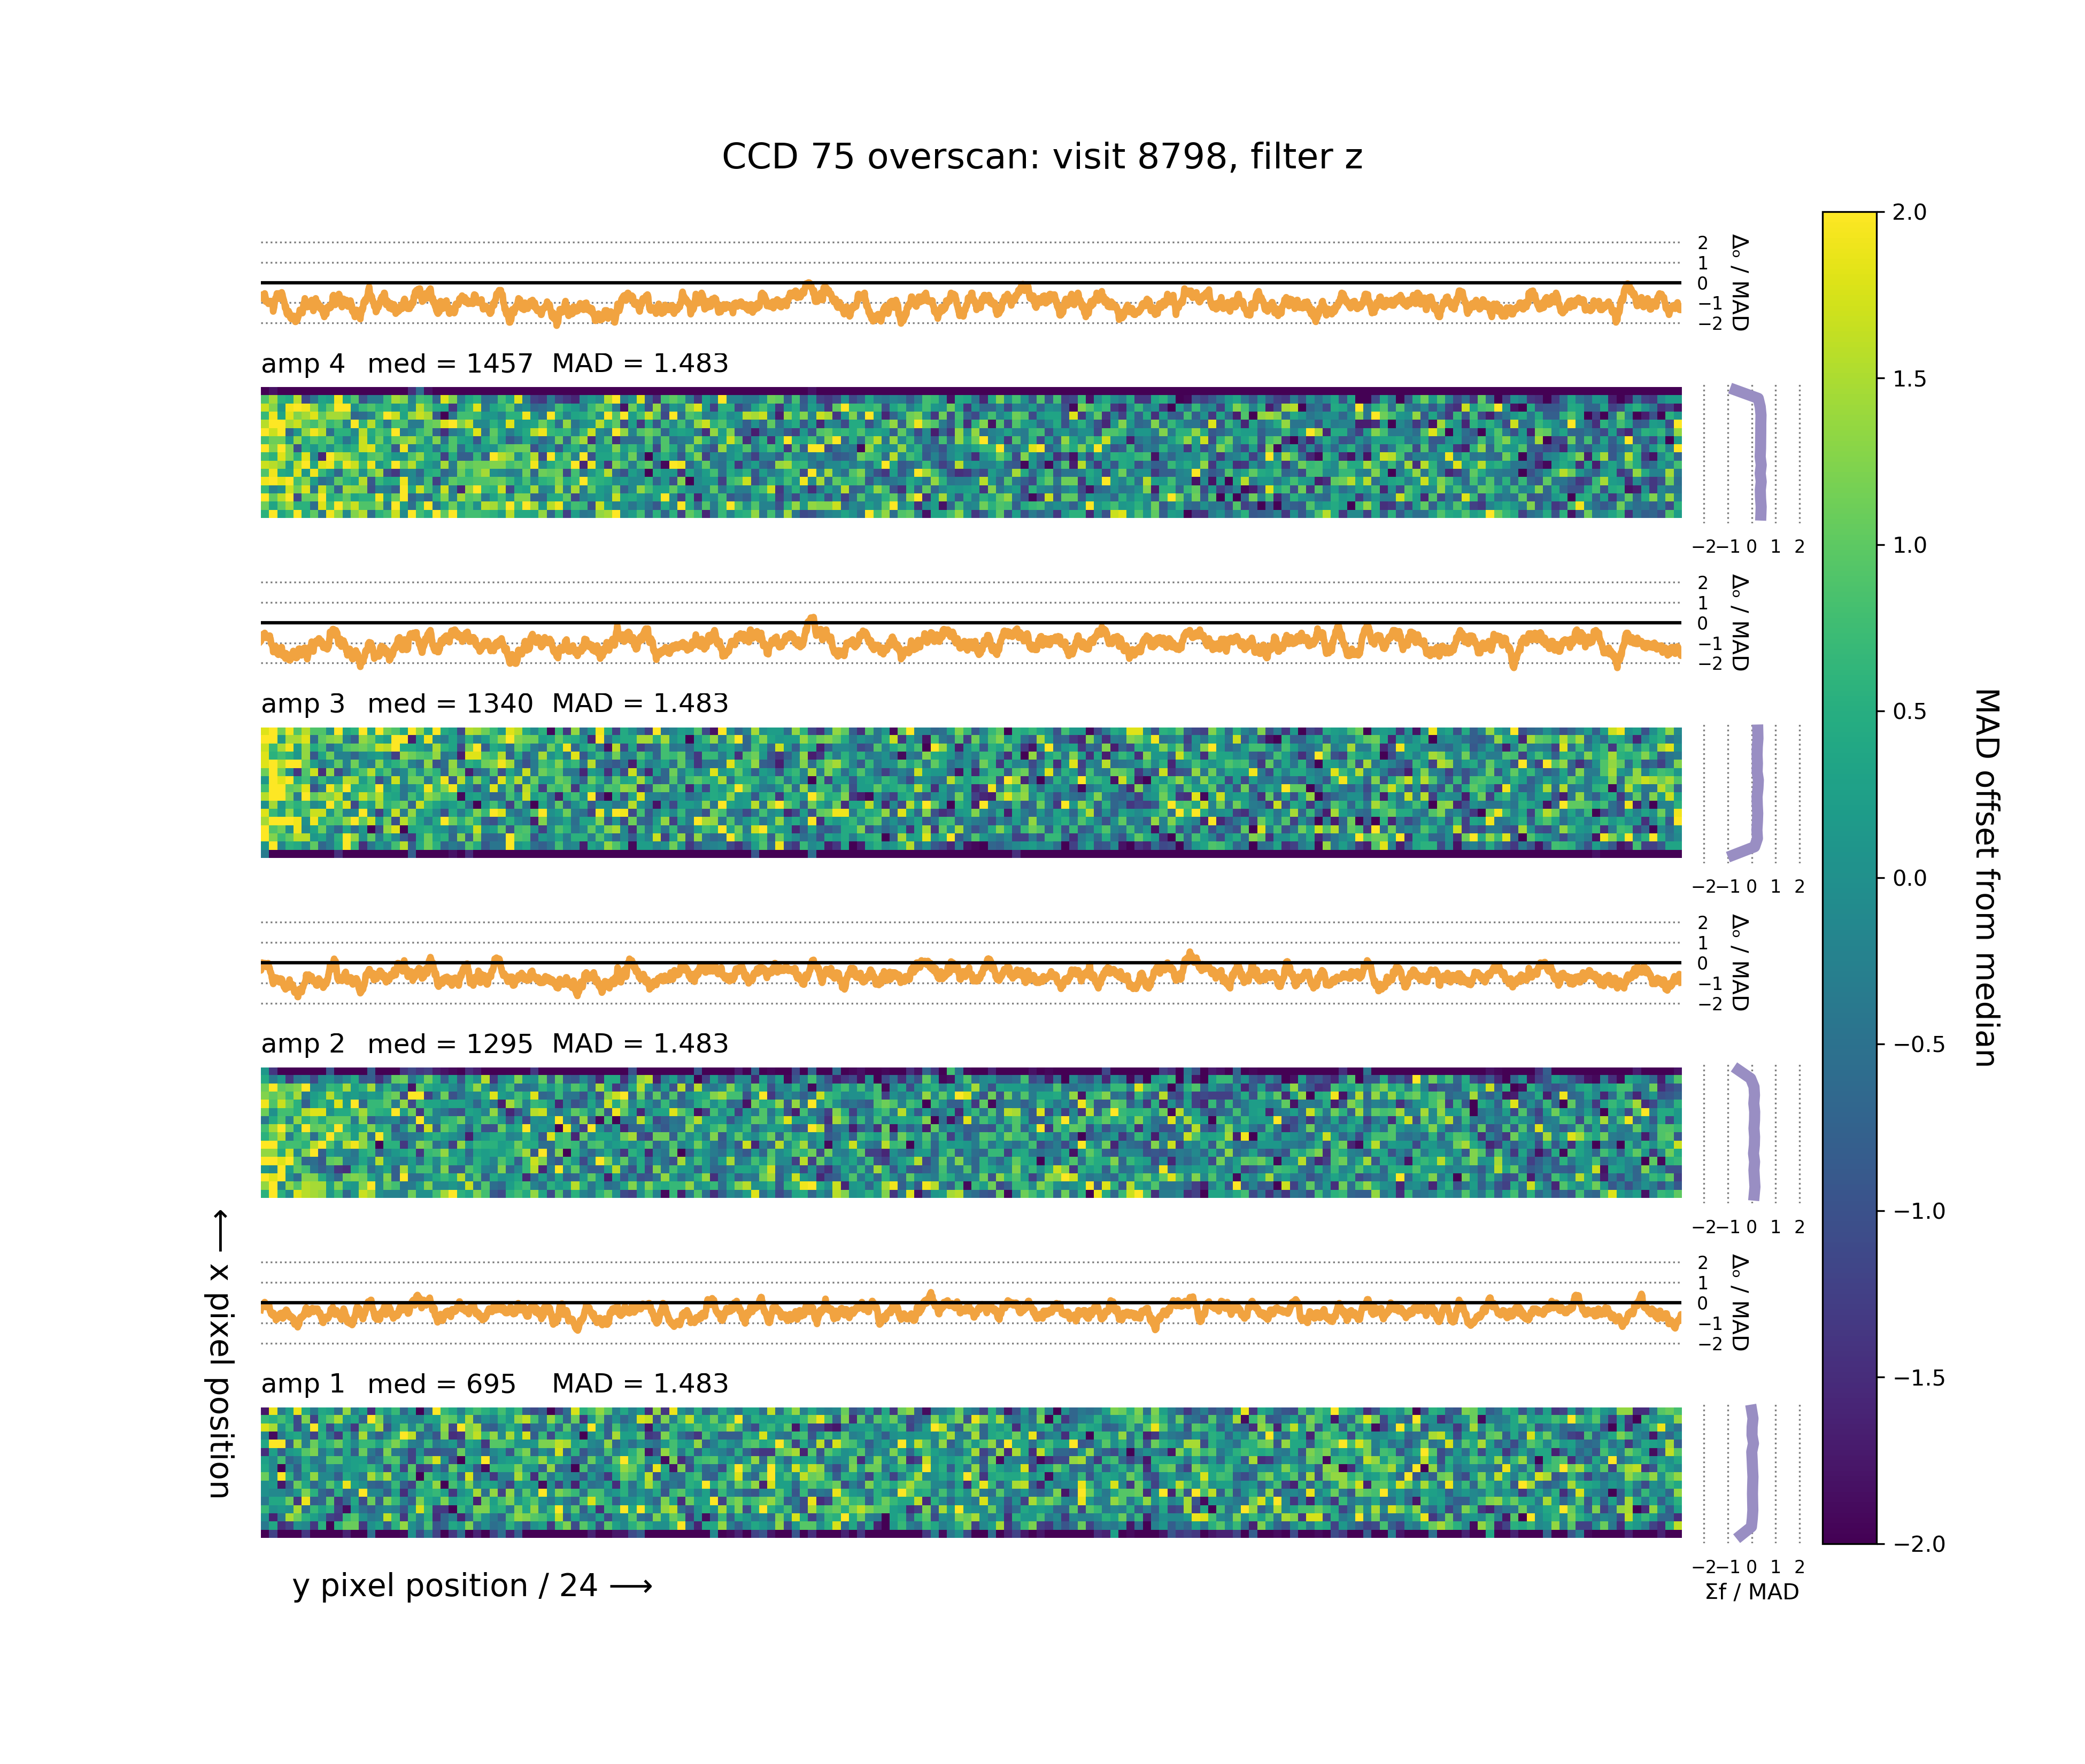 CCD 75 overscan: visit 8798, filter z
2
1
0
−1
−2
Δₒ / MAD
amp 4 med = 1457 MAD = 1.483
−2 −1 0 1 2
2
1
0
−1
−2
Δₒ / MAD
amp 3 med = 1340 MAD = 1.483
−2 −1 0 1 2
2
1
0
−1
−2
Δₒ / MAD
amp 2 med = 1295 MAD = 1.483
−2 −1 0 1 2
2
1
0
−1
−2
Δₒ / MAD
amp 1 med = 695 MAD = 1.483
−2 −1 0 1 2
Σf / MAD
y pixel position / 24 ⟶
⟵ x pixel position
2.0
1.5
1.0
0.5
0.0
−0.5
−1.0
−1.5
−2.0
MAD offset from median